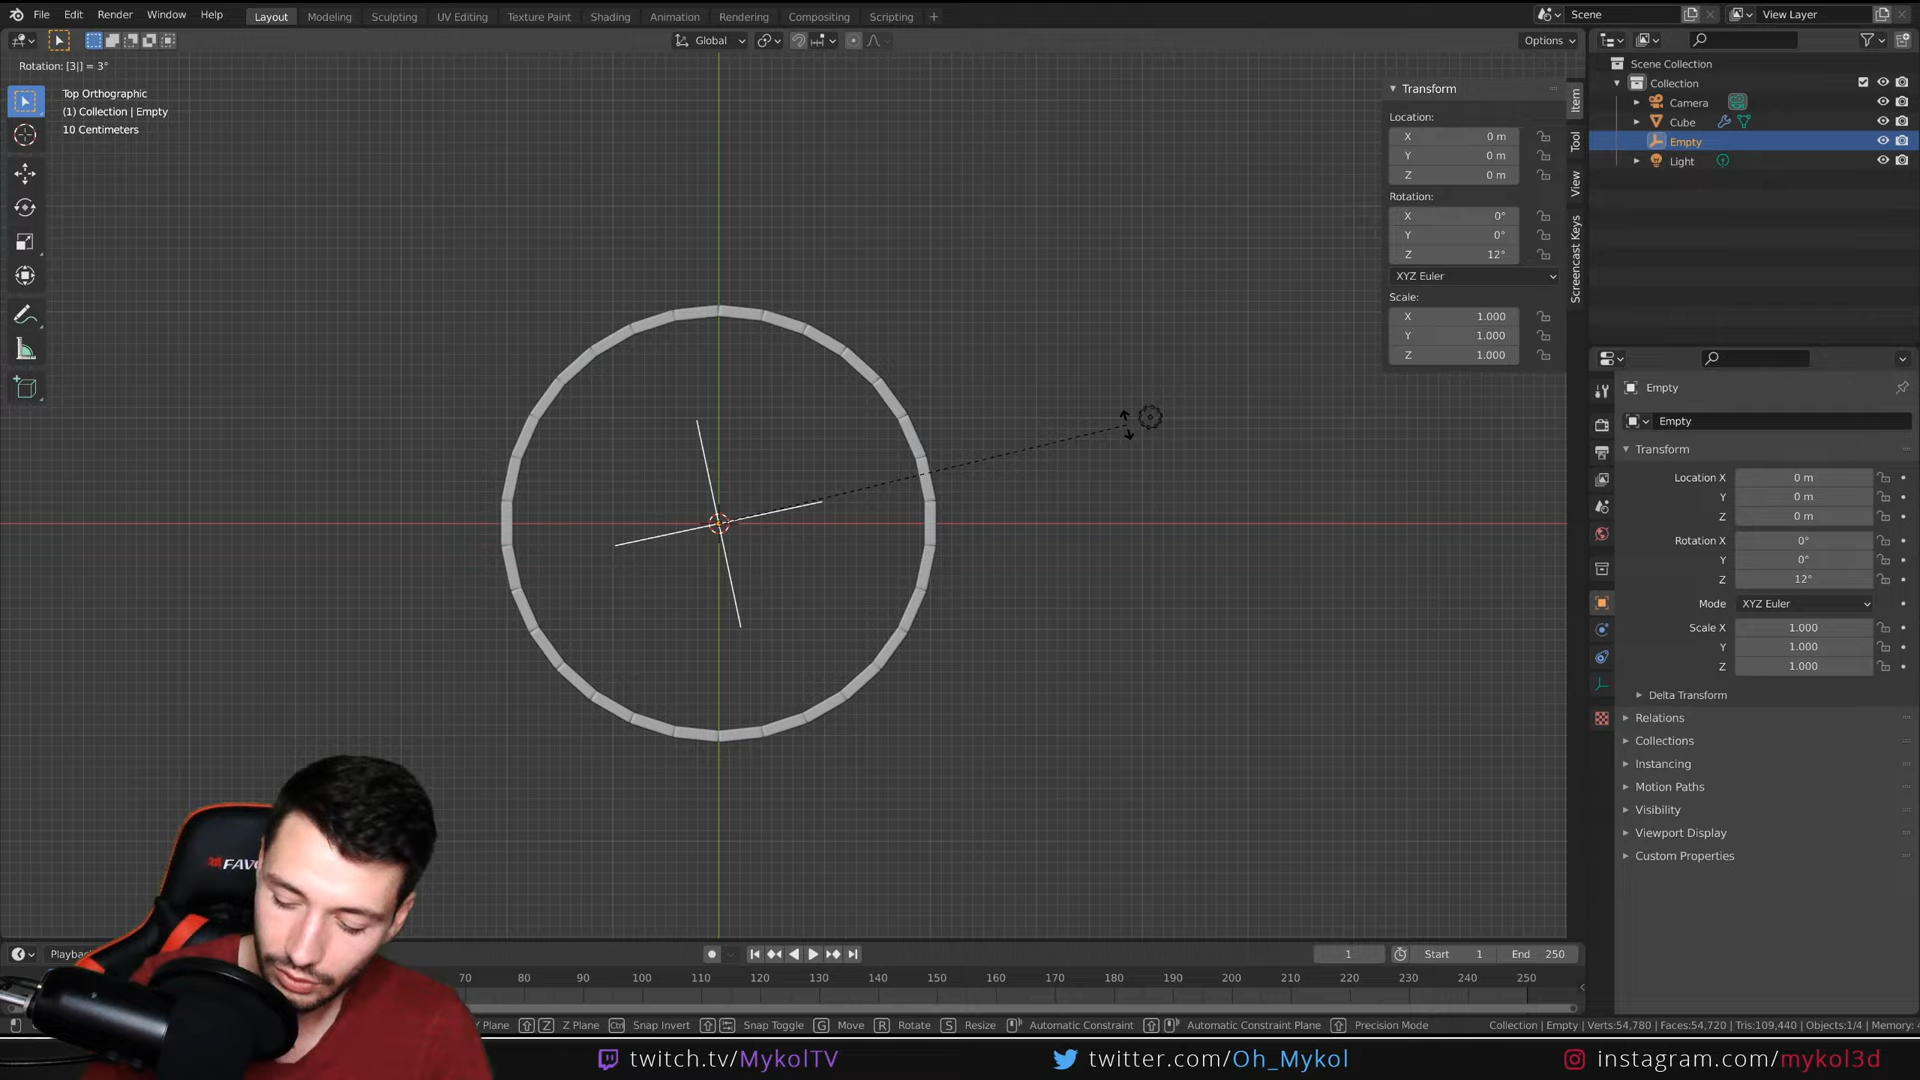 File Edit Render Window Help Layout Modeling Sculpting UV Editing Texture Paint Shading Animation Rendering Compositing Scripting + Scene View Layer
Global Options
Rotation: [3|] = 3°
Top Orthographic
(1) Collection | Empty
10 Centimeters
Transform
Location:
X 0 m
Y 0 m
Z 0 m
Rotation:
X 0°
Y 0°
Z 12°
XYZ Euler
Scale:
X 1.000
Y 1.000
Z 1.000
Item
Tool
View
Screencast Keys
Scene Collection
Collection
Camera
Cube
Empty
Light
Empty
Empty
Transform
Location X 0 m
Y 0 m
Z 0 m
Rotation X 0°
Y 0°
Z 12°
Mode XYZ Euler
Scale X 1.000
Y 1.000
Z 1.000
Delta Transform
Relations
Collections
Instancing
Motion Paths
Visibility
Viewport Display
Custom Properties
FAV
Playba 1 Start 1 End 250
70 80 90 100 110 120 130 140 150 160 170 180 190 200 210 220 230 240 250
Plane Z Z Plane Ctrl Snap Invert Snap Toggle G Move R Rotate S Resize Automatic Constraint Automatic Constraint Plane Precision Mode Collection | Empty | Verts:54,780 | Faces:54,720 | Tris:109,440 | Objects:1/4 | Memory:
twitch.tv/MykolTV twitter.com/Oh_Mykol instagram.com/mykol3d